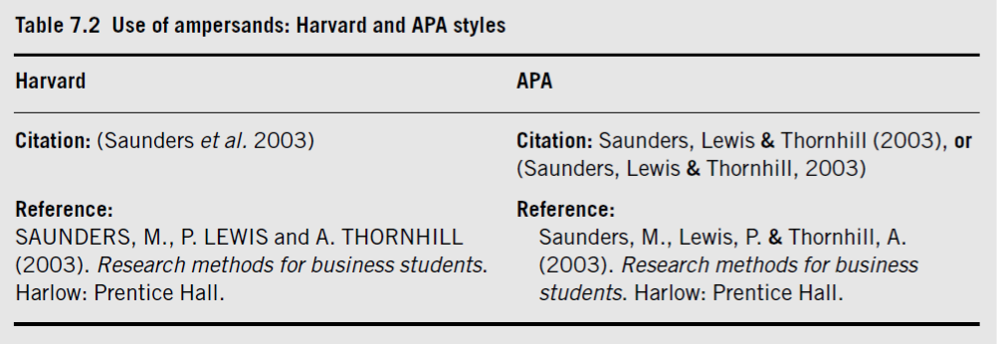 Table 7.2 Use of ampersands: Harvard and APA styles
Harvard
APA
Citation: (Saunders et al. 2003)
Citation: Saunders, Lewis & Thornhill (2003), or
(Saunders, Lewis & Thornhill, 2003)
Reference:
SAUNDERS, M., P. LEWIS and A. THORNHILL
(2003). Research methods for business students.
Harlow: Prentice Hall.
Reference:
Saunders, M., Lewis, P. & Thornhill, A.
(2003). Research methods for business
students. Harlow: Prentice Hall.